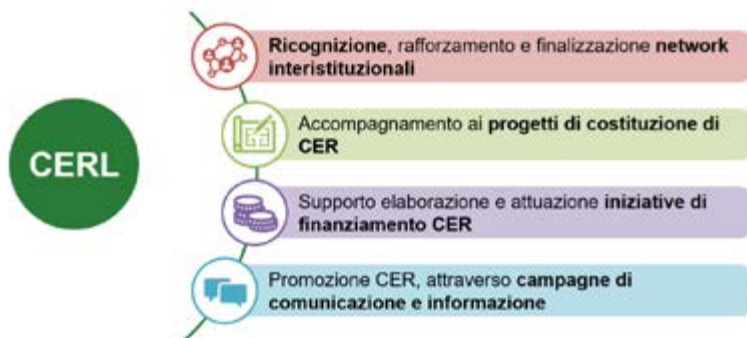 CERL
Ricognizione, rafforzamento e finalizzazione network
interistituzionali
Accompagnamento ai progetti di costituzione di
CER
Supporto elaborazione e attuazione iniziative di
finanziamento CER
Promozione CER, attraverso campagne di
comunicazione e informazione